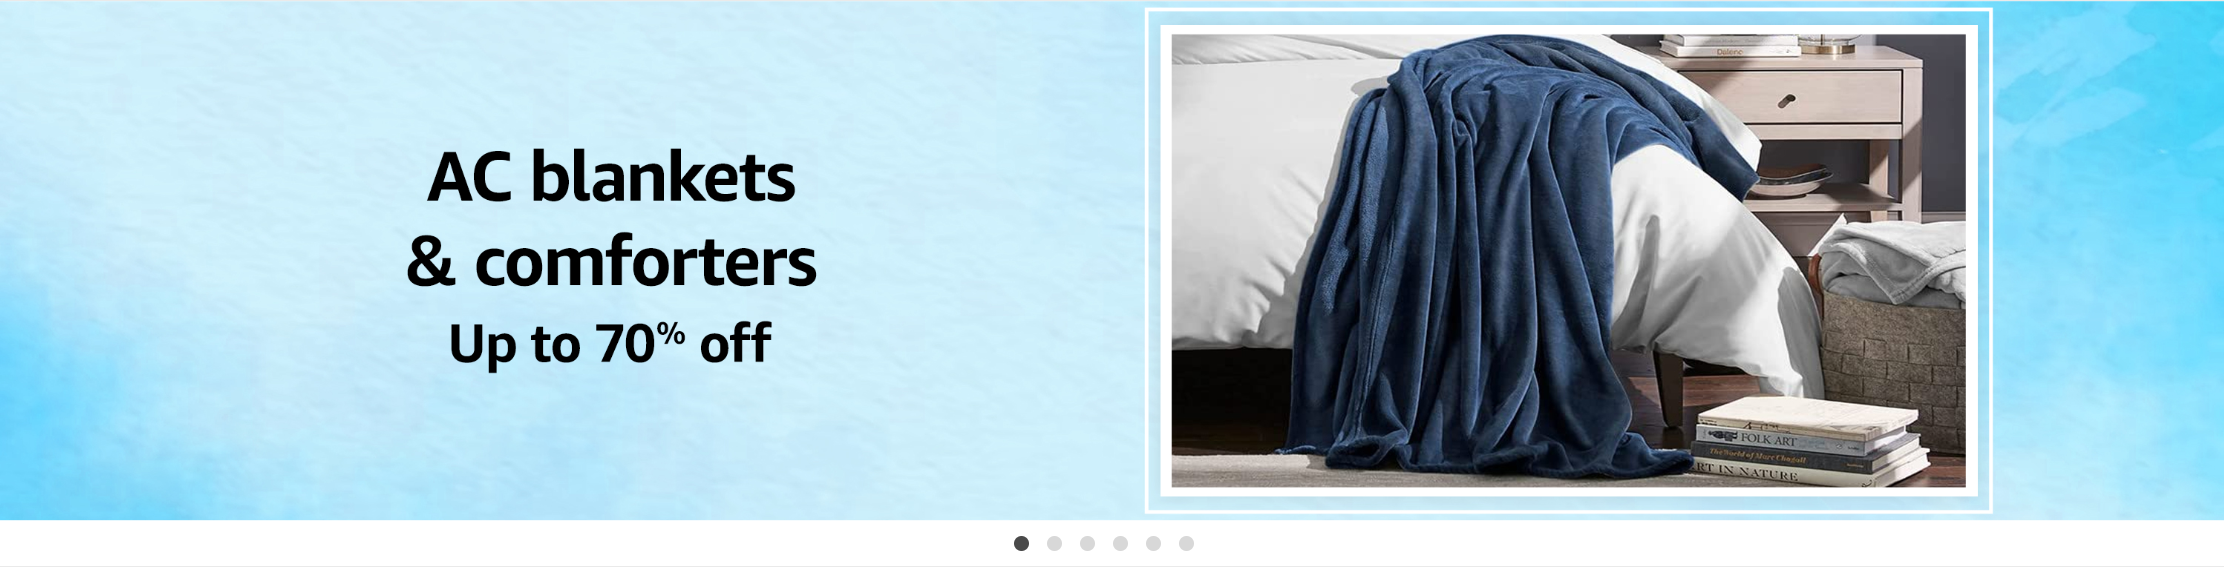 AC blankets
& comforters
Up to 70% off
FOLK ART
The World of Marc Chagall
ART IN NATURE